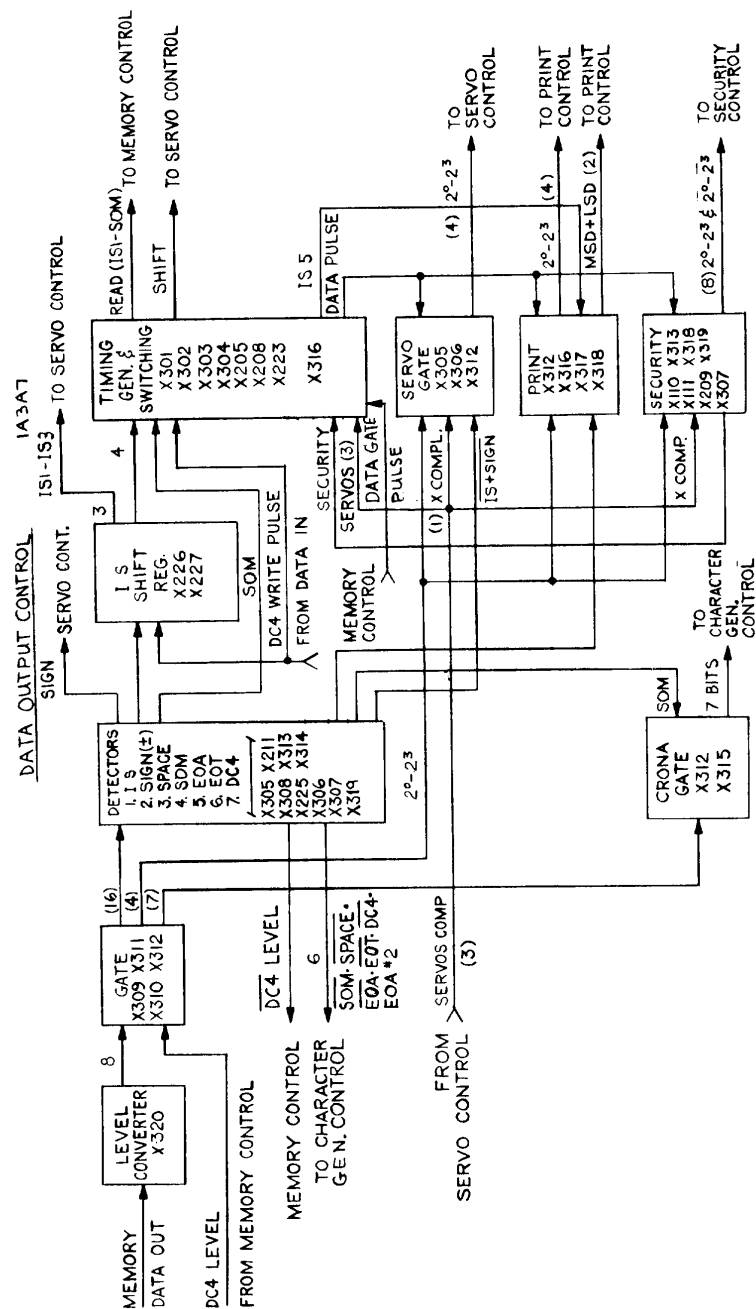 DATA OUTPUT CONTROL
1A3A7
MEMORY
DATA OUT
LEVEL
CONVERTER
X320
8
DC4 LEVEL
FROM MEMORY CONTROL
GATE
X309 X311
X310 X312
(16)
(4)
(7)
DETECTORS
1. IS
2. SIGN(±)
3. SPACE
4. SOM
5. EOA
6. EOT
7. DC4
X305 X211
X308 X313
X225 X314
X306
X307
X319
SIGN
SERVO CONT.
DC4 LEVEL
MEMORY CONTROL
6
SOM·SPACE·
EOA·EOT·DC4·
EOA #2
TO CHARACTER
GEN. CONTROL
IS
SHIFT
REG.
X226
X227
3
IS1-IS3
TO SERVO CONTROL
4
SOM
DC4 WRITE PULSE
FROM DATA IN
TIMING
GEN. &
SWITCHING
X301
X302
X303
X304
X205
X208
X223
X316
READ (IS1-SOM)
TO MEMORY CONTROL
SHIFT
TO SERVO CONTROL
IS 5
DATA PULSE
SECURITY
SERVOS (3)
DATA GATE
PULSE
MEMORY
CONTROL
(1) X COMPL.
IS+SIGN
SERVO
GATE
X305
X306
X312
(4) 2⁰-2³
TO
SERVO
CONTROL
PRINT
X312
X316
X317
X318
2⁰-2³ (4)
TO PRINT
CONTROL
MSD+LSD (2)
TO PRINT
CONTROL
X COMP.
SECURITY
X110 X313
X111 X318
X209 X319
X307
(8) 2⁰-2³ & 2⁰-2³
TO
SECURITY
CONTROL
2⁰-2³
SOM
CRONA
GATE
X312
X315
7 BITS
TO
CHARACTER
GEN.
CONTROL
FROM
SERVO CONTROL
SERVOS COMP
(3)